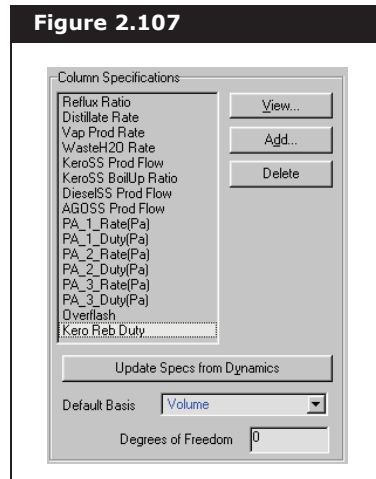 Figure 2.107
Column Specifications
Reflux Ratio
Distillate Rate
Vap Prod Rate
WasteH2O Rate
KeroSS Prod Flow
KeroSS BoilUp Ratio
DieselSS Prod Flow
AGOSS Prod Flow
PA_1_Rate(Pa)
PA_1_Duty(Pa)
PA_2_Rate(Pa)
PA_2_Duty(Pa)
PA_3_Rate(Pa)
PA_3_Duty(Pa)
Overflash
Kero Reb Duty
View...
Add...
Delete
Update Specs from Dynamics
Default Basis Volume
Degrees of Freedom 0